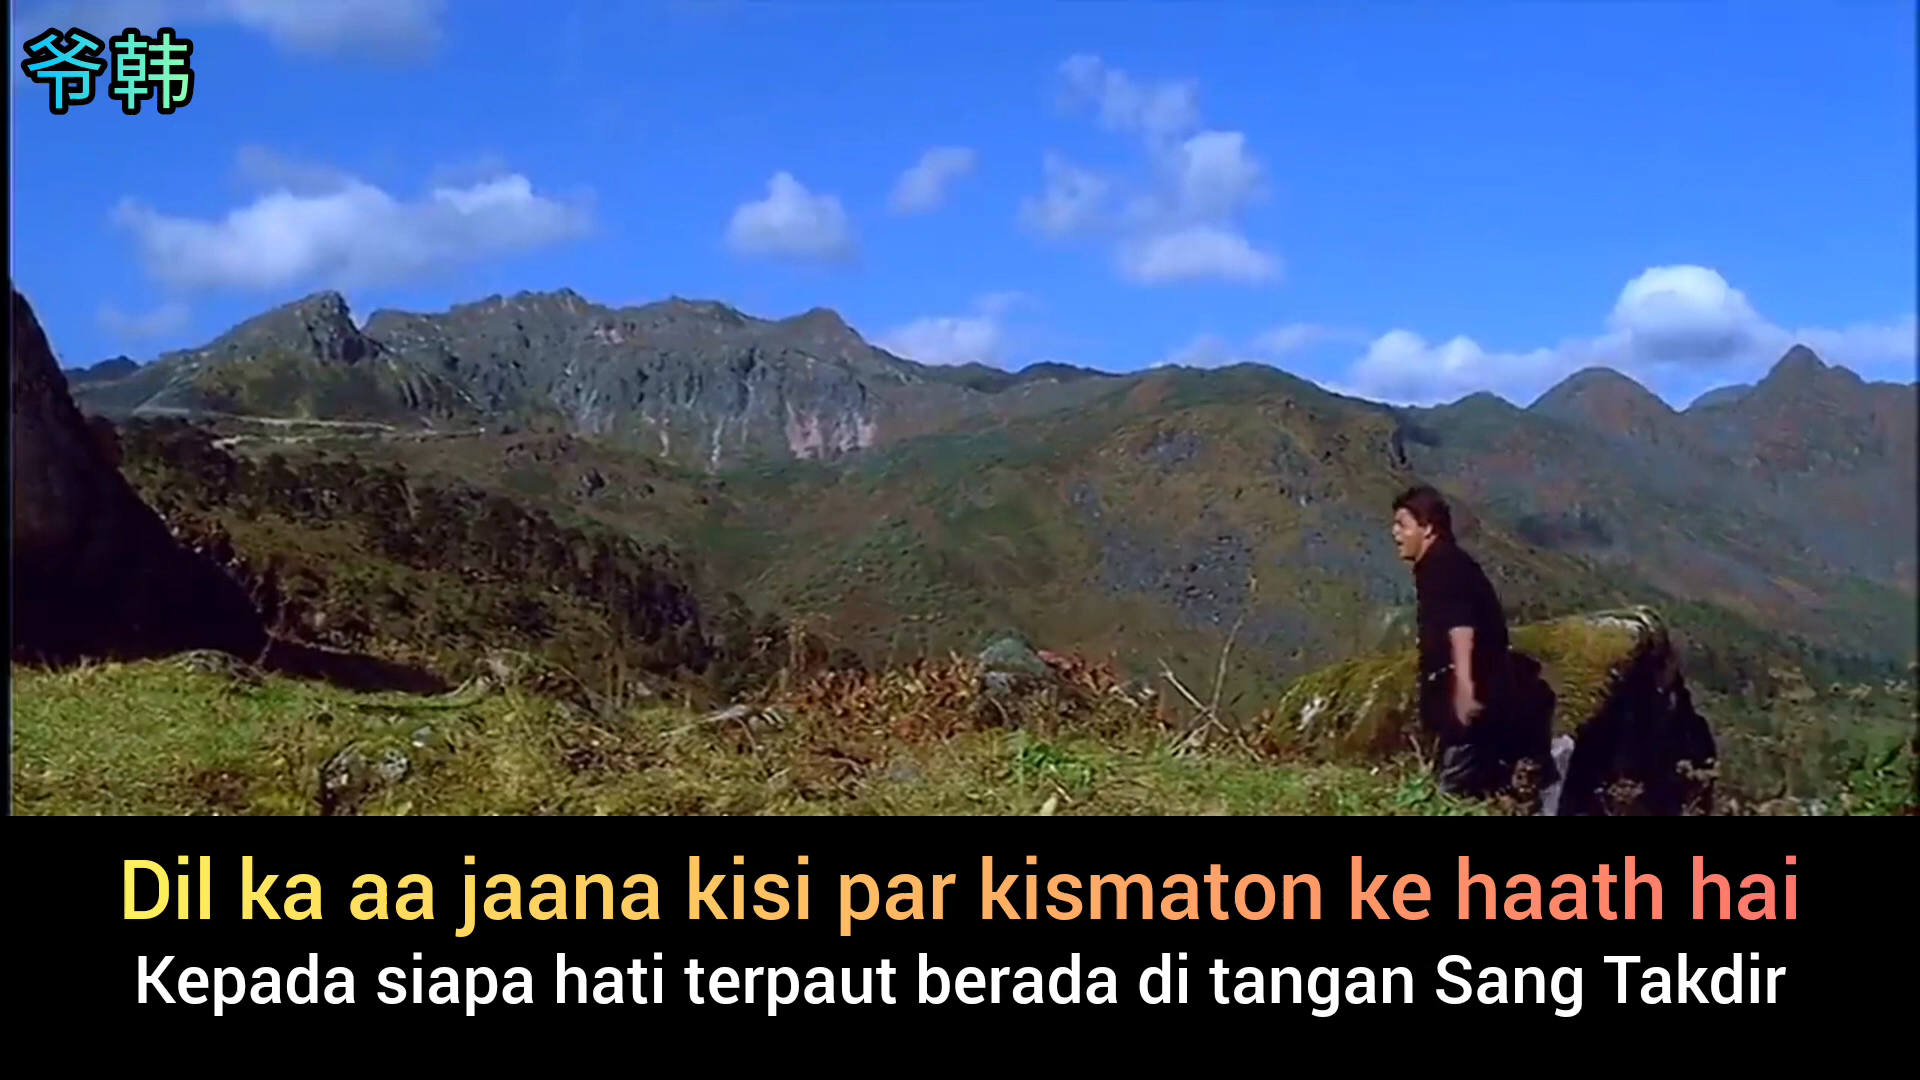 爷韩
Dil ka aa jaana kisi par kismaton ke haath hai
Kepada siapa hati terpaut berada di tangan Sang Takdir